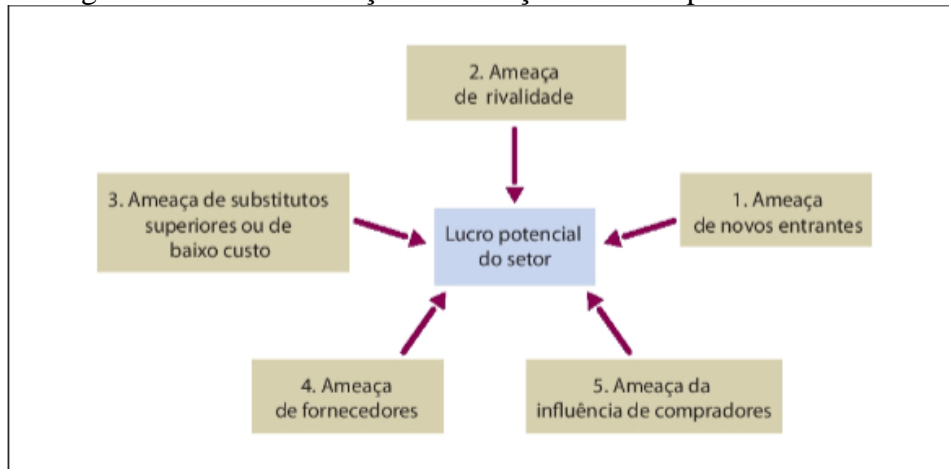 2. Ameaça
de rivalidade
3. Ameaça de substitutos
superiores ou de
baixo custo
1. Ameaça
de novos entrantes
Lucro potencial
do setor
4. Ameaça
de fornecedores
5. Ameaça da
influência de compradores